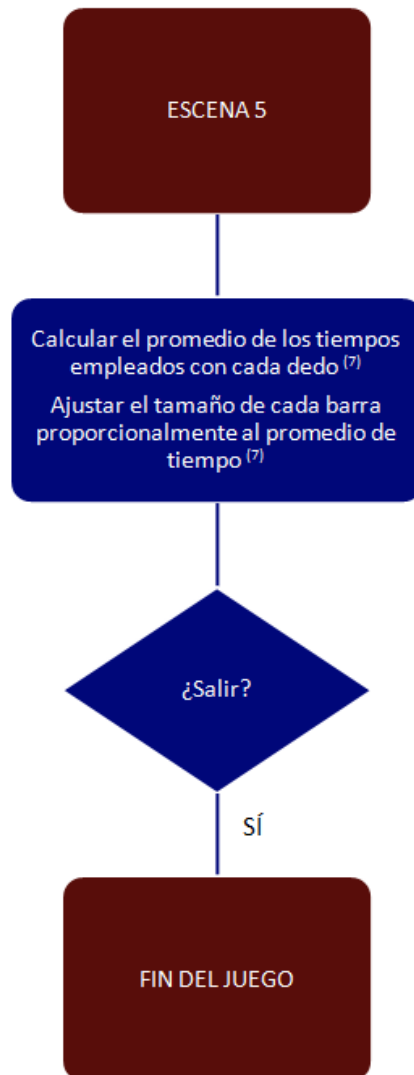 ESCENA 5
Calcular el promedio de los tiempos
empleados con cada dedo (7)
Ajustar el tamaño de cada barra
proporcionalmente al promedio de
tiempo (7)
¿Salir?
SÍ
FIN DEL JUEGO